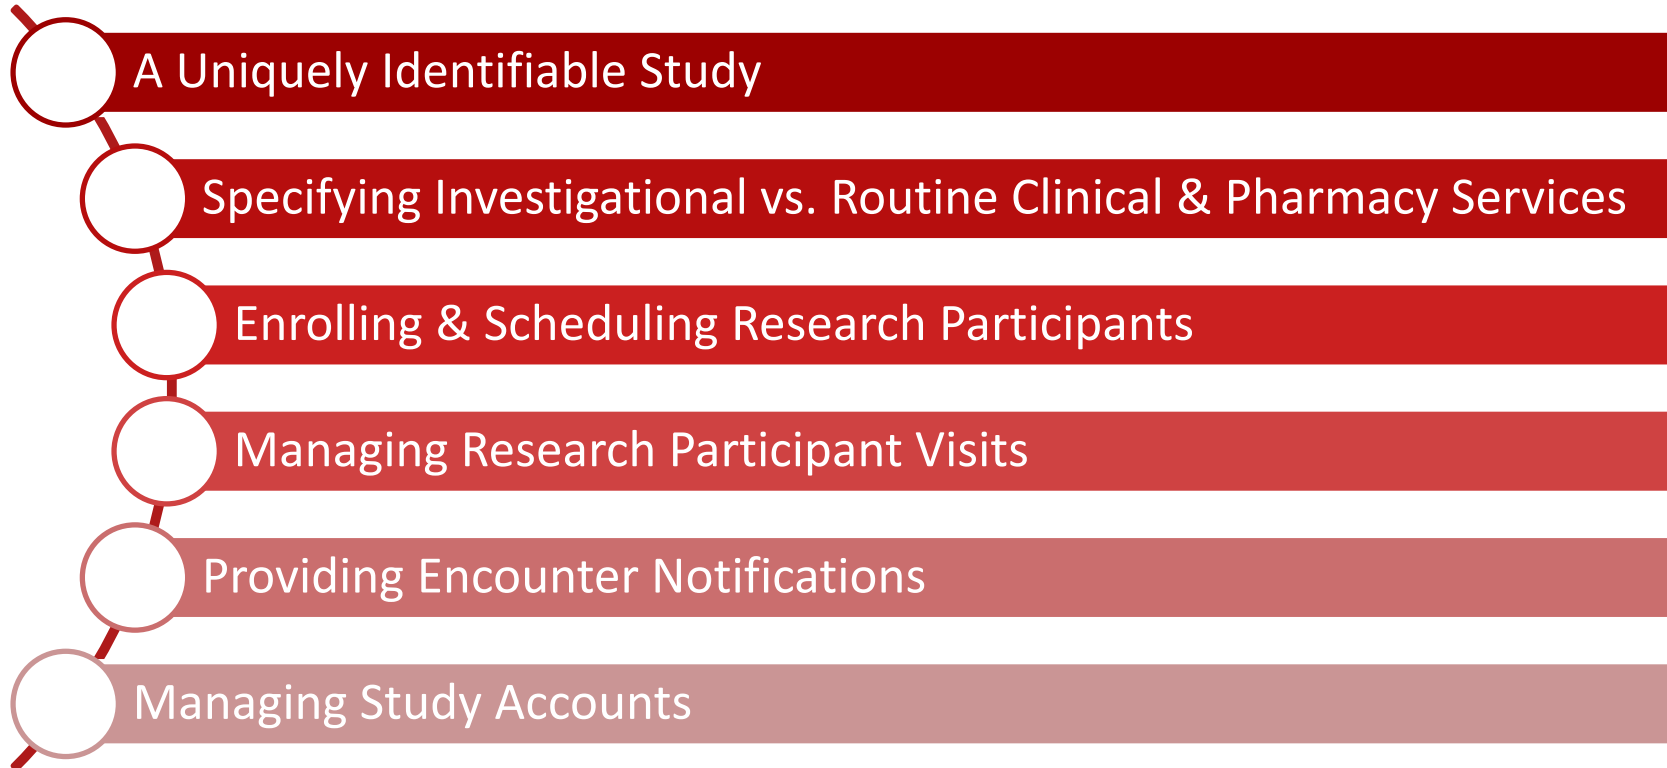 A Uniquely Identifiable Study
Specifying Investigational vs. Routine Clinical & Pharmacy Services
Enrolling & Scheduling Research Participants
Managing Research Participant Visits
Providing Encounter Notifications
Managing Study Accounts